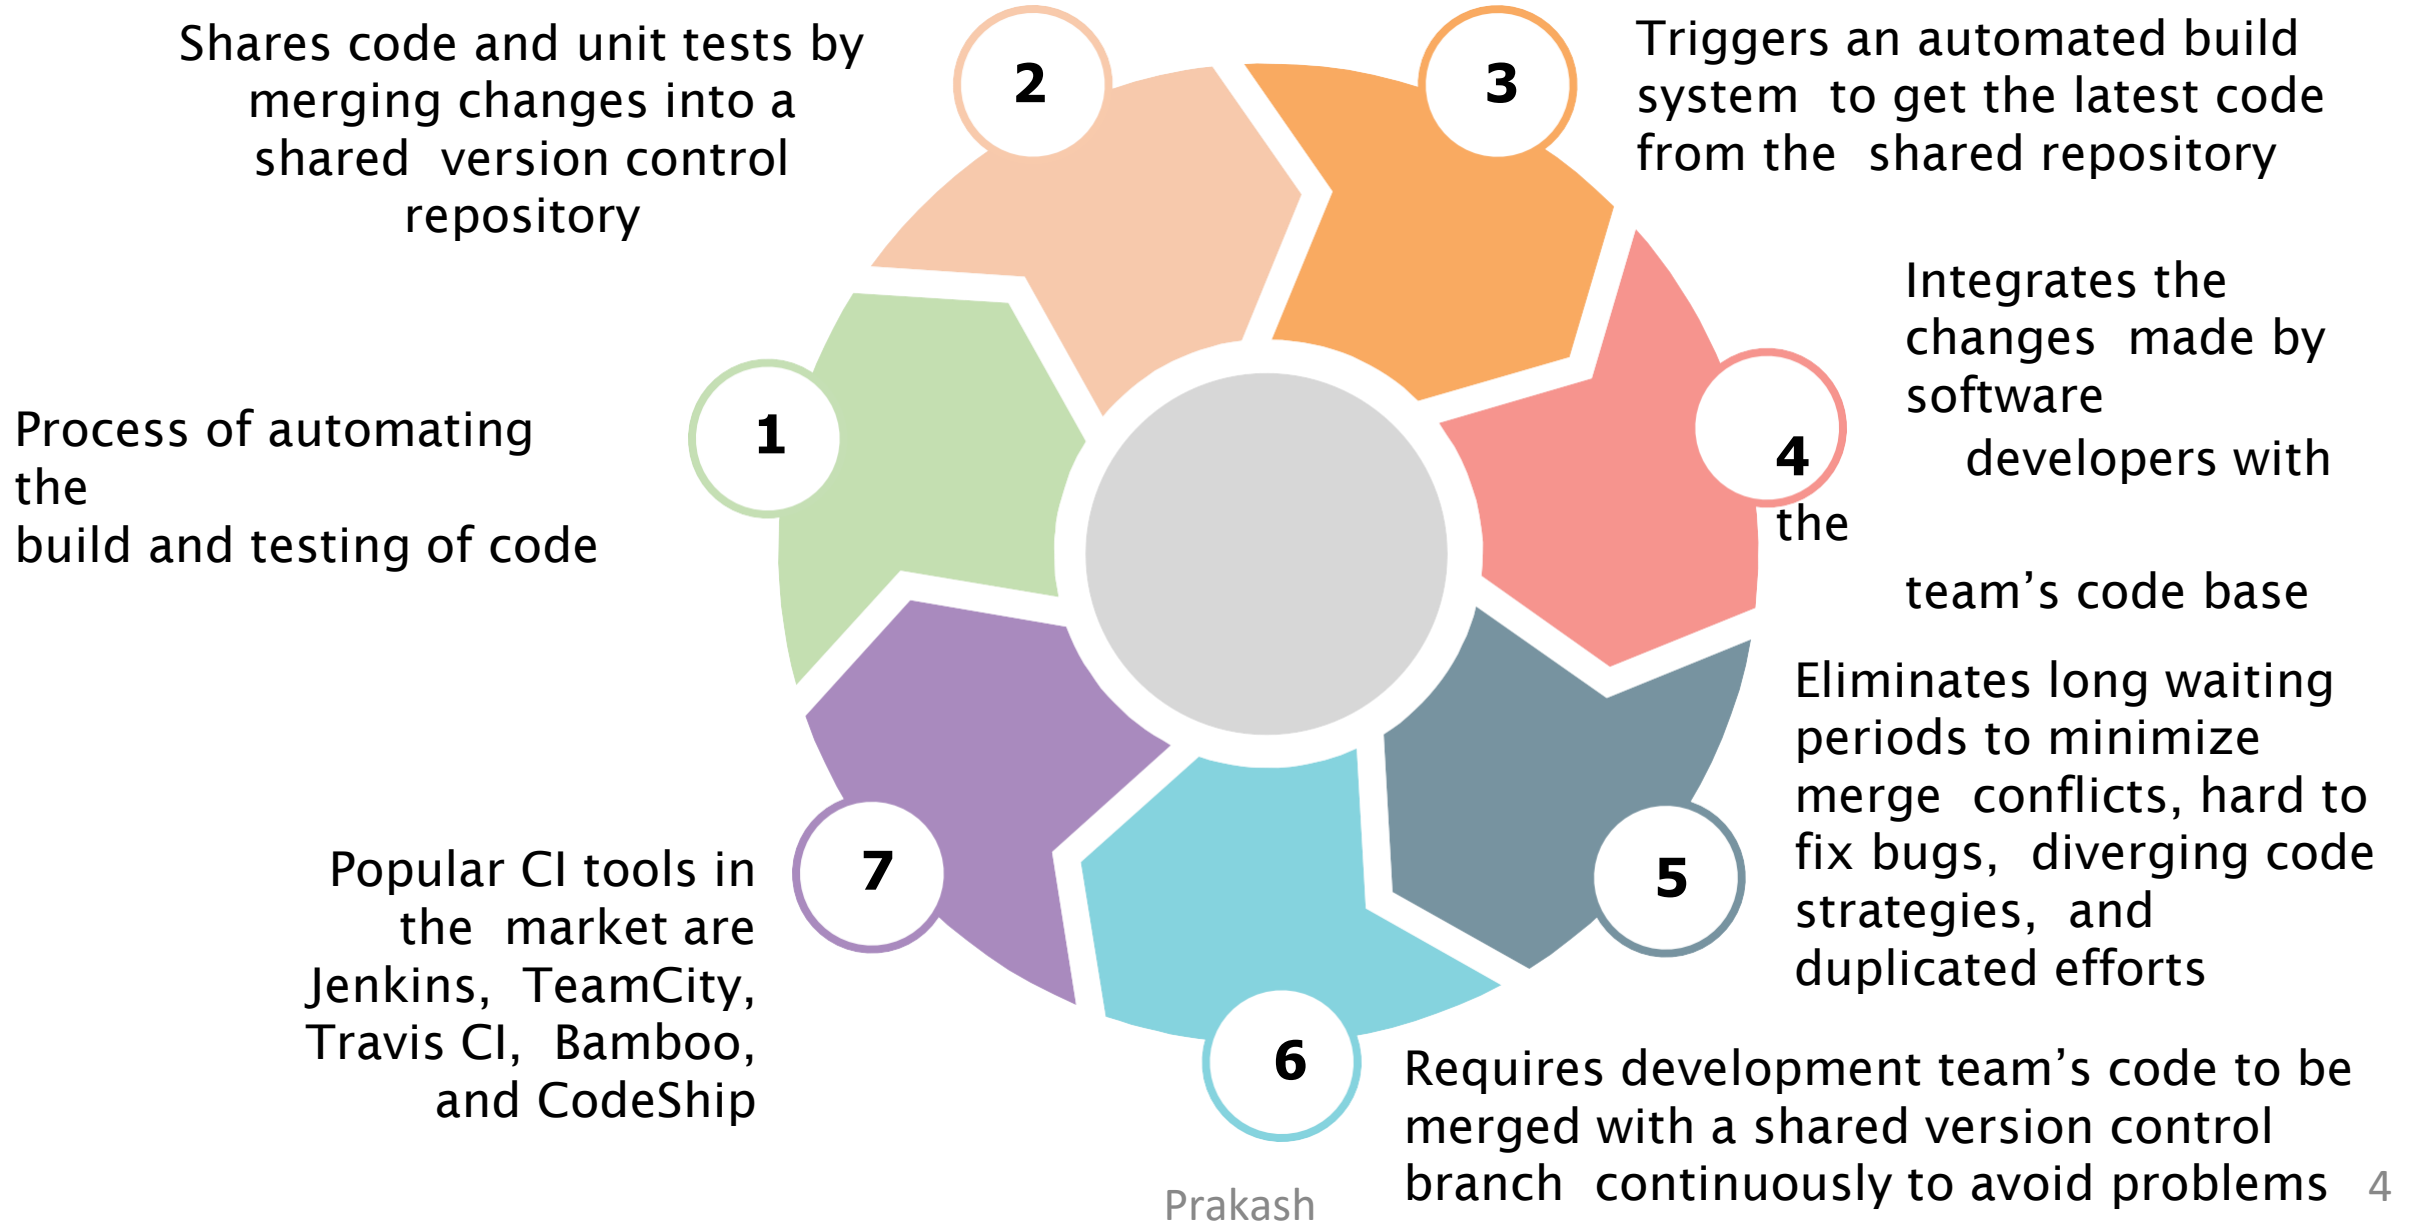 1
Process of automating
the
build and testing of code
2
Shares code and unit tests by
merging changes into a
shared version control
repository
3
Triggers an automated build
system to get the latest code
from the shared repository
Integrates the
changes made by
software
4 developers with
the
team’s code base
5
Eliminates long waiting
periods to minimize
merge conflicts, hard to
fix bugs, diverging code
strategies, and
duplicated efforts
6
Requires development team’s code to be
merged with a shared version control
branch continuously to avoid problems
7
Popular CI tools in
the market are
Jenkins, TeamCity,
Travis CI, Bamboo,
and CodeShip
Prakash
4